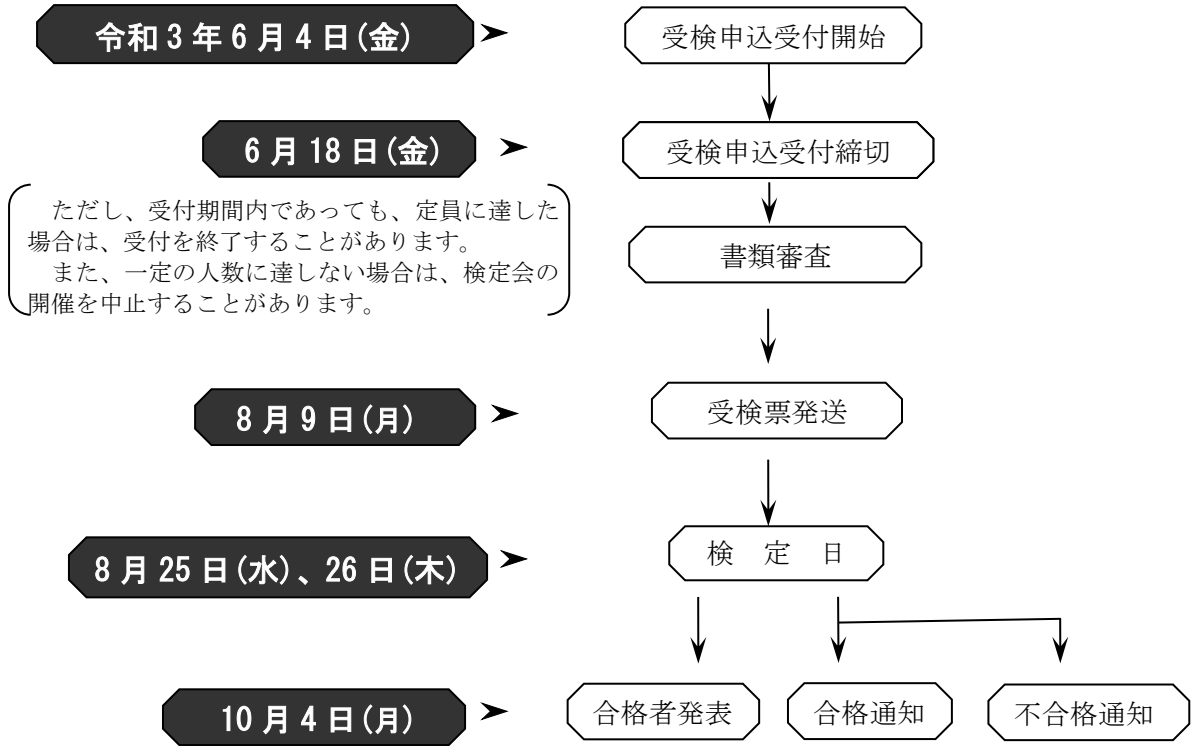 令和3年6月4日(金)
受検申込受付開始
6月18日(金)
受検申込受付締切
ただし、受付期間内であっても、定員に達した
場合は、受付を終了することがあります。
また、一定の人数に達しない場合は、検定会の
開催を中止することがあります。
書類審査
8月9日(月)
受検票発送
8月25日(水)、26日(木)
検 定 日
10月4日(月)
合格者発表
合格通知
不合格通知